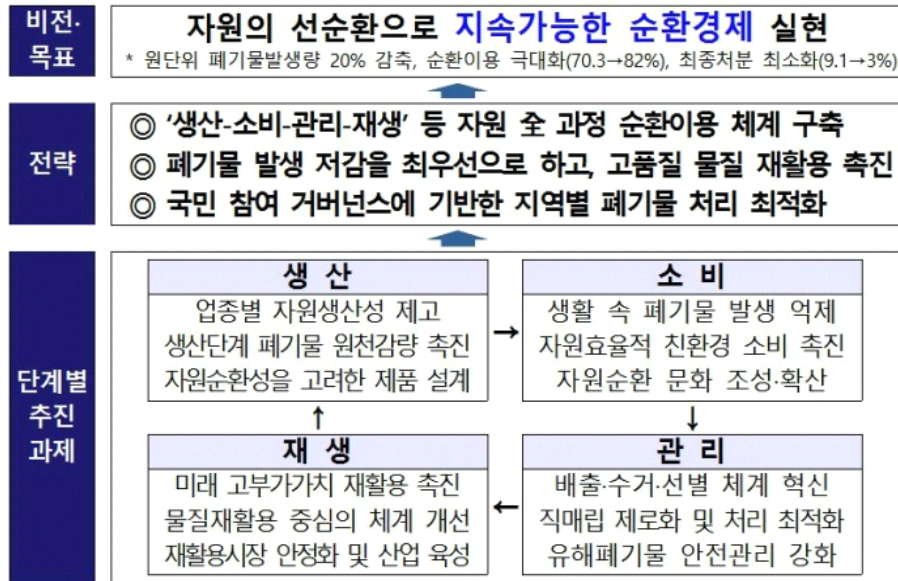 비전·
목표
자원의 선순환으로 지속가능한 순환경제 실현
* 원단위 폐기물발생량 20% 감축, 순환이용 극대화(70.3→82%), 최종처분 최소화(9.1→3%)
전략
◎ '생산-소비-관리-재생' 등 자원 全 과정 순환이용 체계 구축
◎ 폐기물 발생 저감을 최우선으로 하고, 고품질 물질 재활용 촉진
◎ 국민 참여 거버넌스에 기반한 지역별 폐기물 처리 최적화
단계별
추진
과제
생 산
업종별 자원생산성 제고
생산단계 폐기물 원천감량 촉진
자원순환성을 고려한 제품 설계
→
소 비
생활 속 폐기물 발생 억제
자원효율적 친환경 소비 촉진
자원순환 문화 조성·확산
↑
↓
재 생
미래 고부가가치 재활용 촉진
물질재활용 중심의 체계 개선
재활용시장 안정화 및 산업 육성
←
관 리
배출·수거·선별 체계 혁신
직매립 제로화 및 처리 최적화
유해폐기물 안전관리 강화